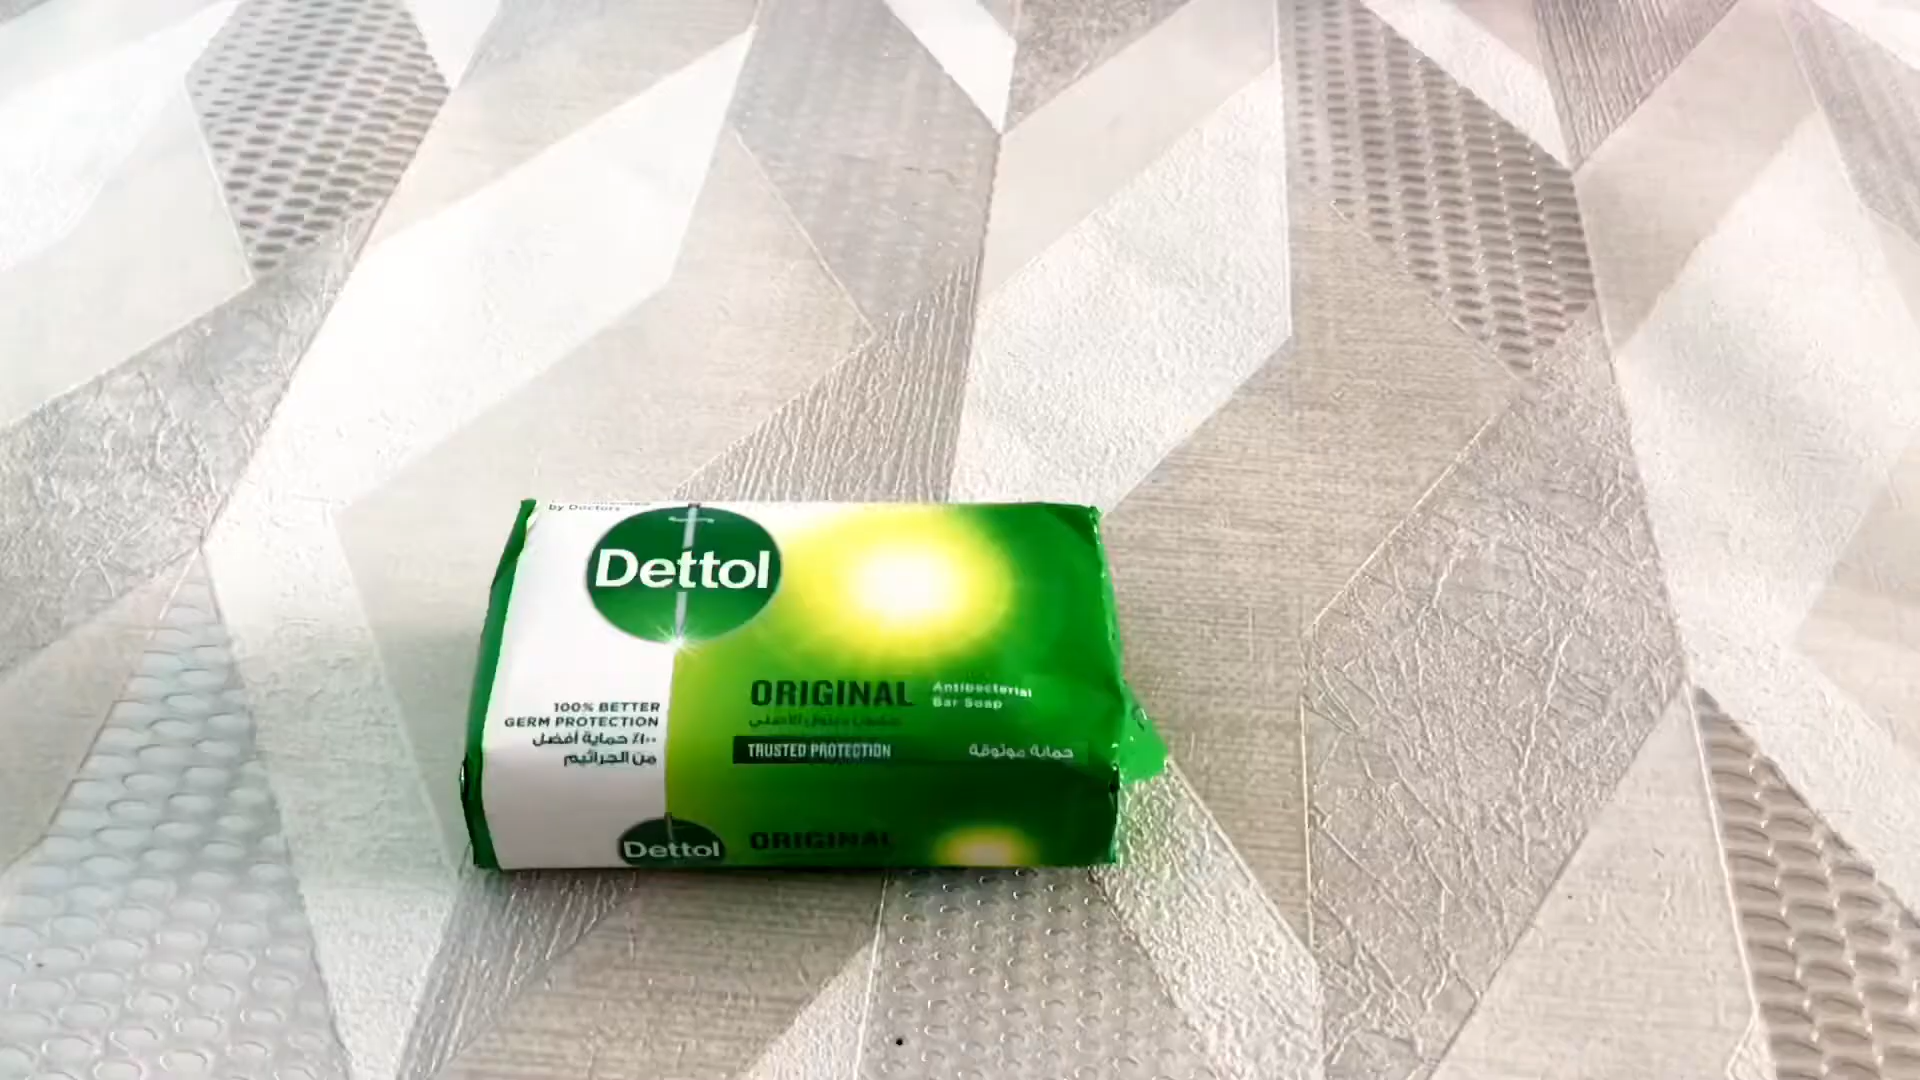 by Doctors
Dettol
ORIGINAL
Antibacterial
Bar Soap
100% BETTER
GERM PROTECTION
١٠٠٪ حماية أفضل
من الجراثيم
TRUSTED PROTECTION
حماية موثوقة
Dettol
ORIGINAL